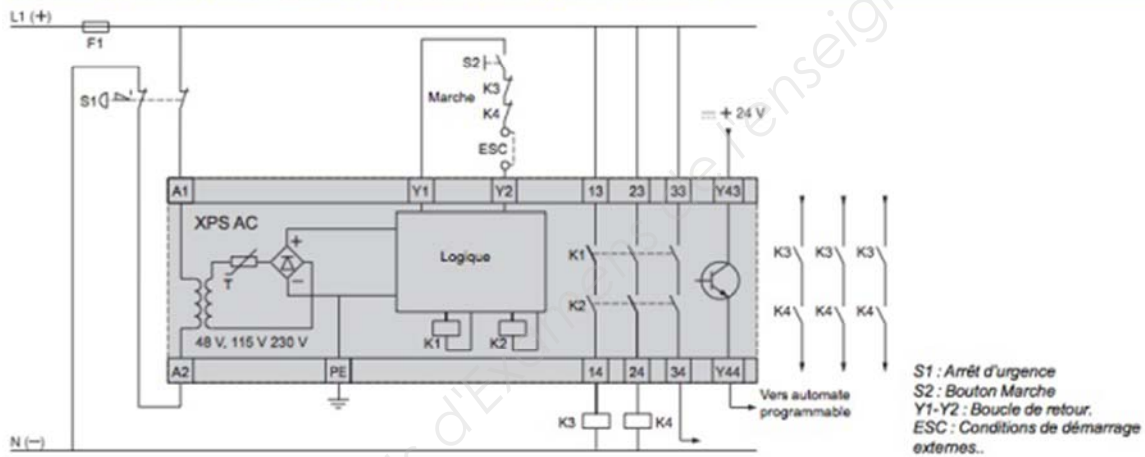 L1 (+)
F1
S2
K3
Marche
K4
S1
ESC
+ 24 V
A1
Y1
Y2
13
23
33
Y43
XPS AC
+
Logique
K1
K3
K3
K3
T
−
K2
K4
K4
K4
48 V, 115 V 230 V
K1
K2
A2
PE
14
24
34
Y44
Vers automate
programmable
K3
K4
N (−)
S1 : Arrêt d'urgence
S2 : Bouton Marche
Y1-Y2 : Boucle de retour.
ESC : Conditions de démarrage
externes..
d'Examens de l'enseign